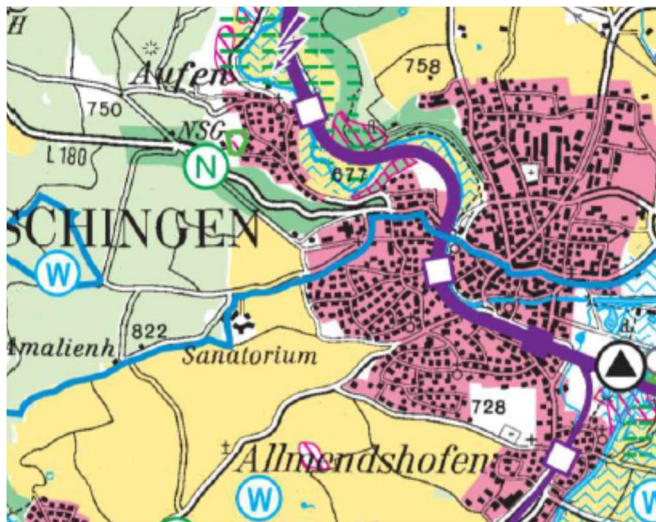 H
Aufen
758
750
NSG
L 180
N
677
SCHINGEN
W
822
Amalienh
Sanatorium
728
Allmendshofen
W
W